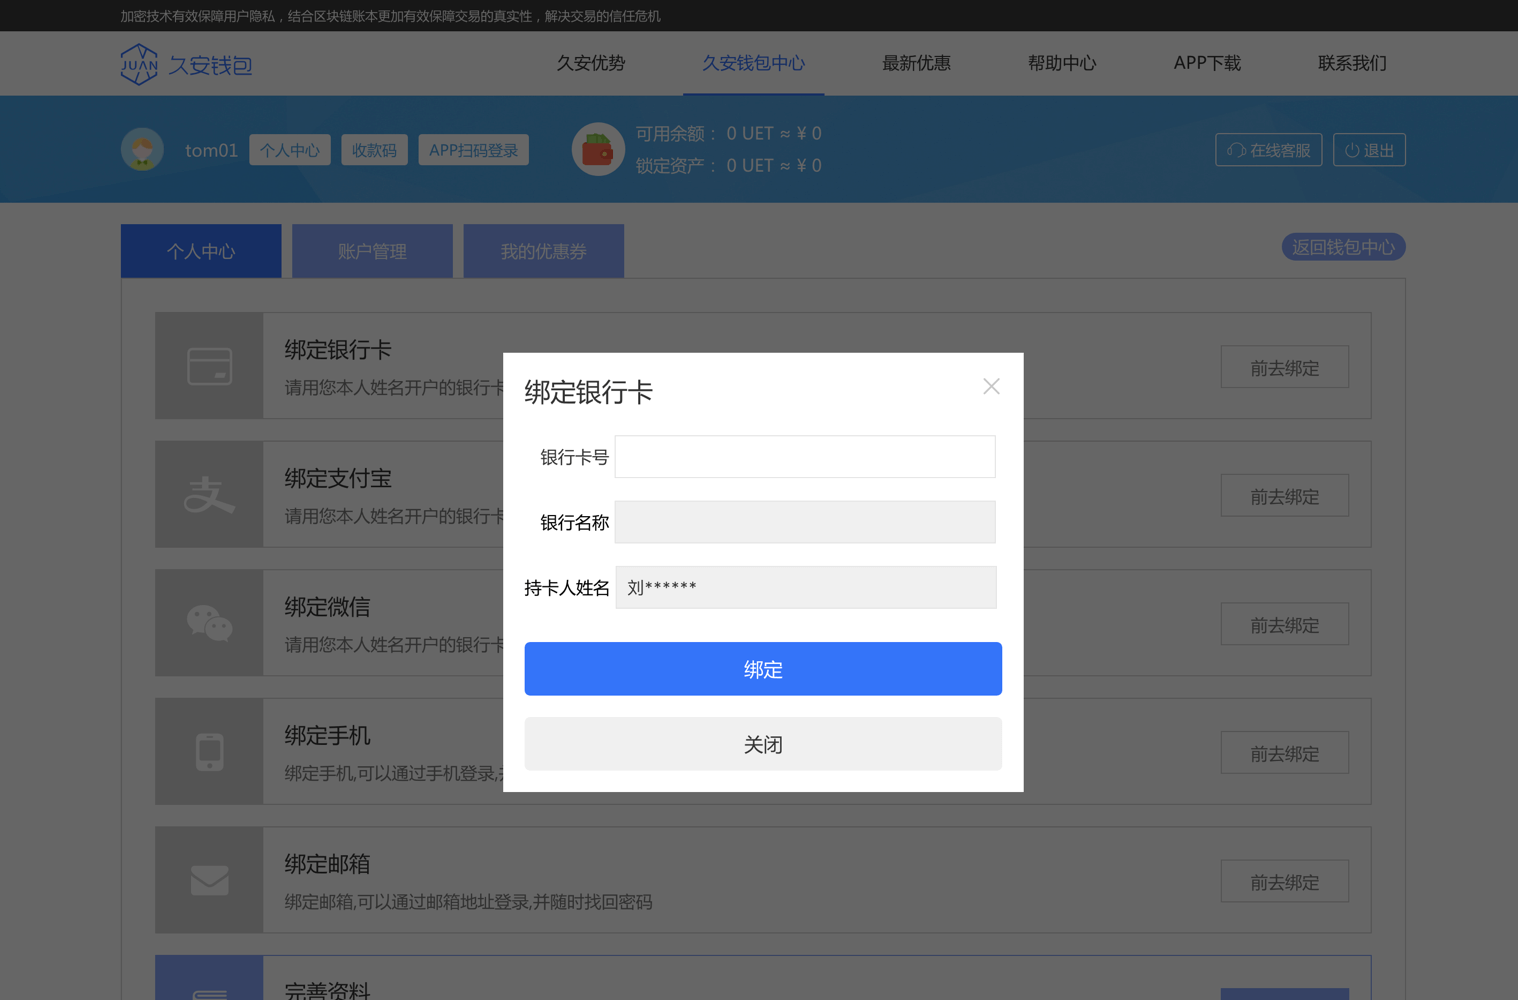 加密技术有效保障用户隐私，结合区块链账本更加有效保障交易的真实性，解决交易的信任危机
JUAN 久安钱包
久安优势 久安钱包中心 最新优惠 帮助中心 APP下载 联系我们
tom01 个人中心 收款码 APP扫码登录
可用余额： 0 UET ≈ ¥ 0
锁定资产： 0 UET ≈ ¥ 0
在线客服 退出
个人中心 账户管理 我的优惠券 返回钱包中心
绑定银行卡
请用您本人姓名开户的银行卡
前去绑定
绑定支付宝
请用您本人姓名开户的银行卡
前去绑定
绑定微信
请用您本人姓名开户的银行卡
前去绑定
绑定手机
绑定手机,可以通过手机登录,
前去绑定
绑定邮箱
绑定邮箱,可以通过邮箱地址登录,并随时找回密码
前去绑定
完善资料
绑定银行卡
银行卡号
银行名称
持卡人姓名 刘******
绑定
关闭